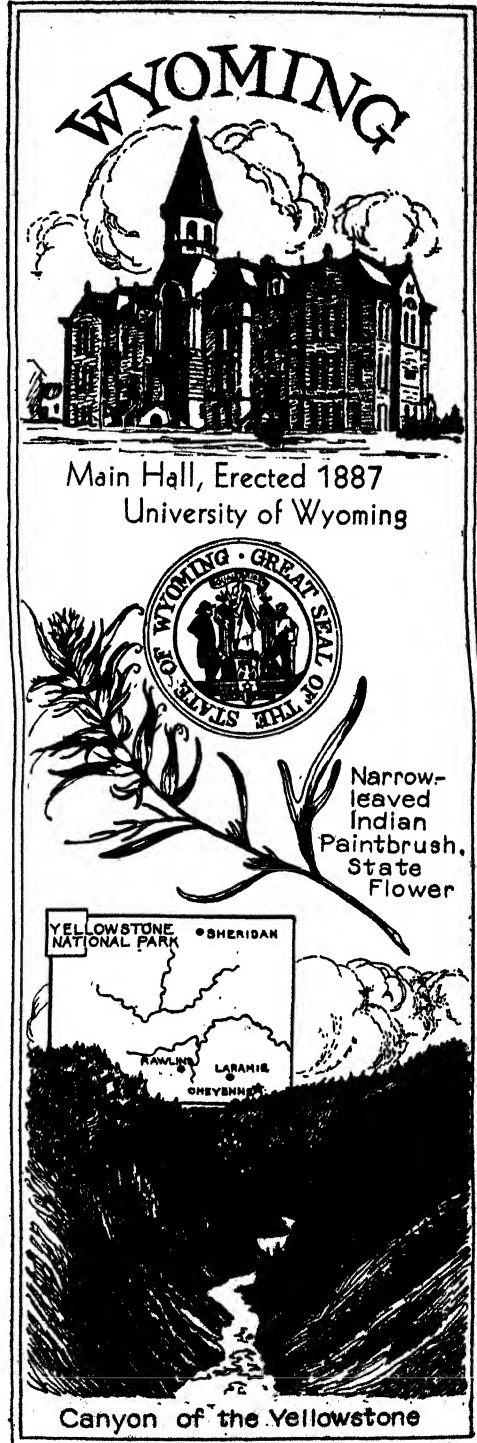 WYOMING
Main Hall, Erected 1887
University of Wyoming
GREAT SEAL OF THE STATE OF WYOMING ·
Narrow-
leaved
Indian
Paintbrush.
State
Flower
YELLOWSTONE
NATIONAL PARK
SHERIDAN
RAWLINS
LARAMIE
CHEYENNE
Canyon of the Yellowstone